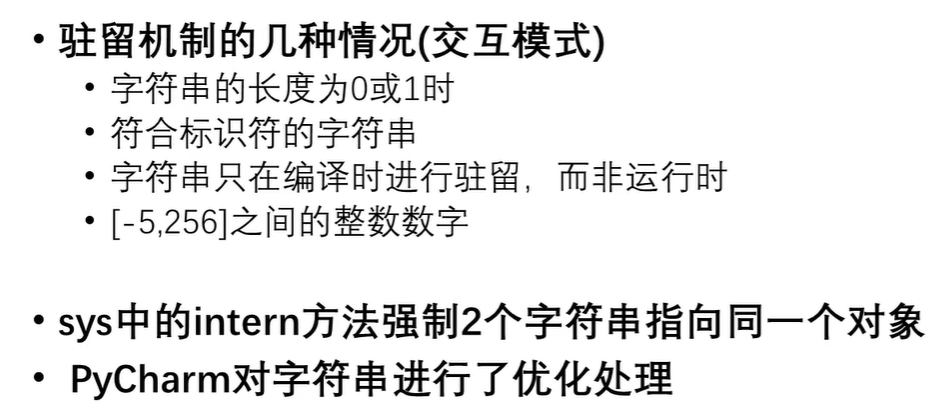 • 驻留机制的几种情况(交互模式)
• 字符串的长度为0或1时
• 符合标识符的字符串
• 字符串只在编译时进行驻留，而非运行时
• [-5,256]之间的整数数字
• sys中的intern方法强制2个字符串指向同一个对象
• PyCharm对字符串进行了优化处理